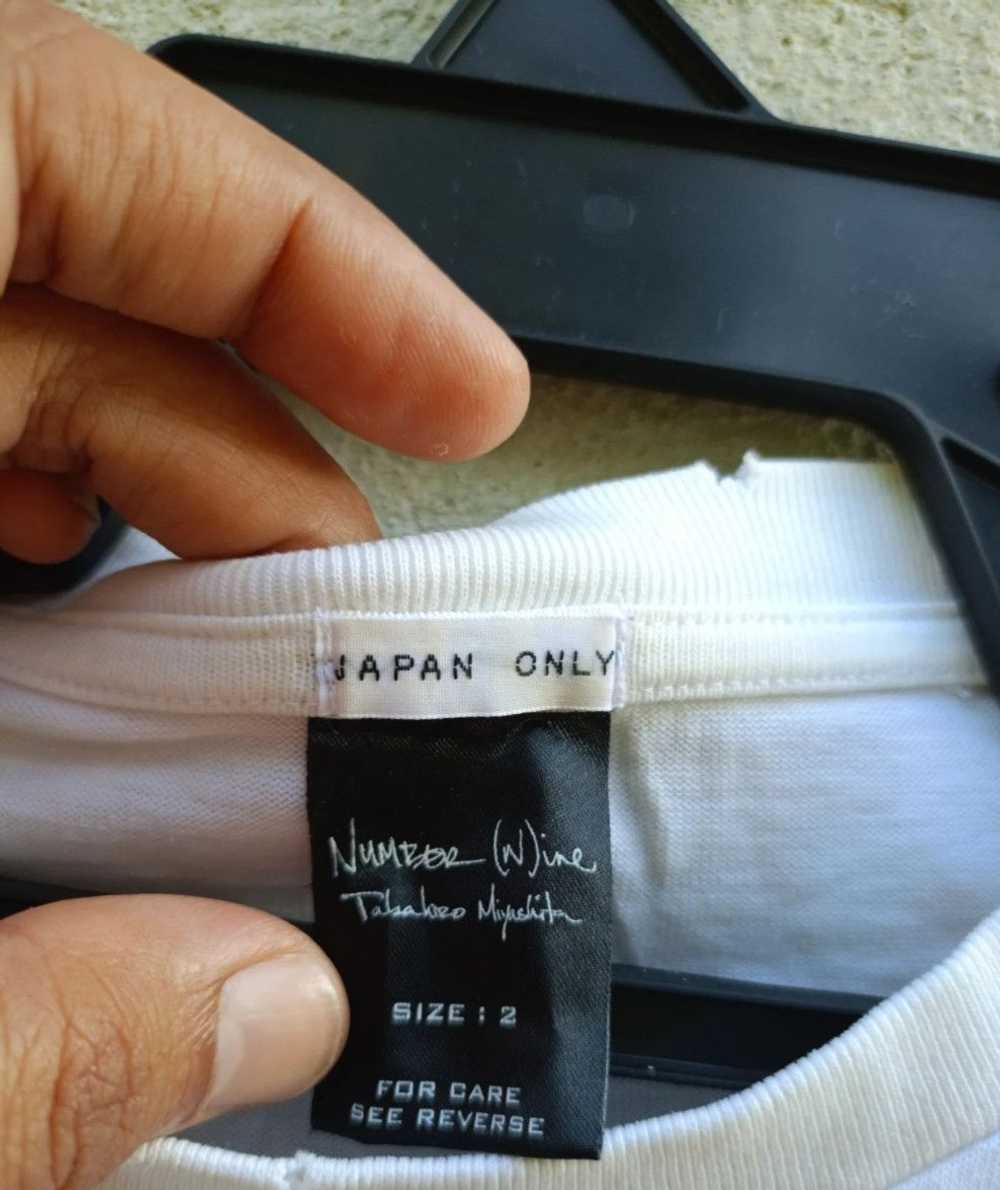 JAPAN ONLY
NUMBER (N)ine
Takahiro Miyashita
SIZE : 2
FOR CARE
SEE REVERSE